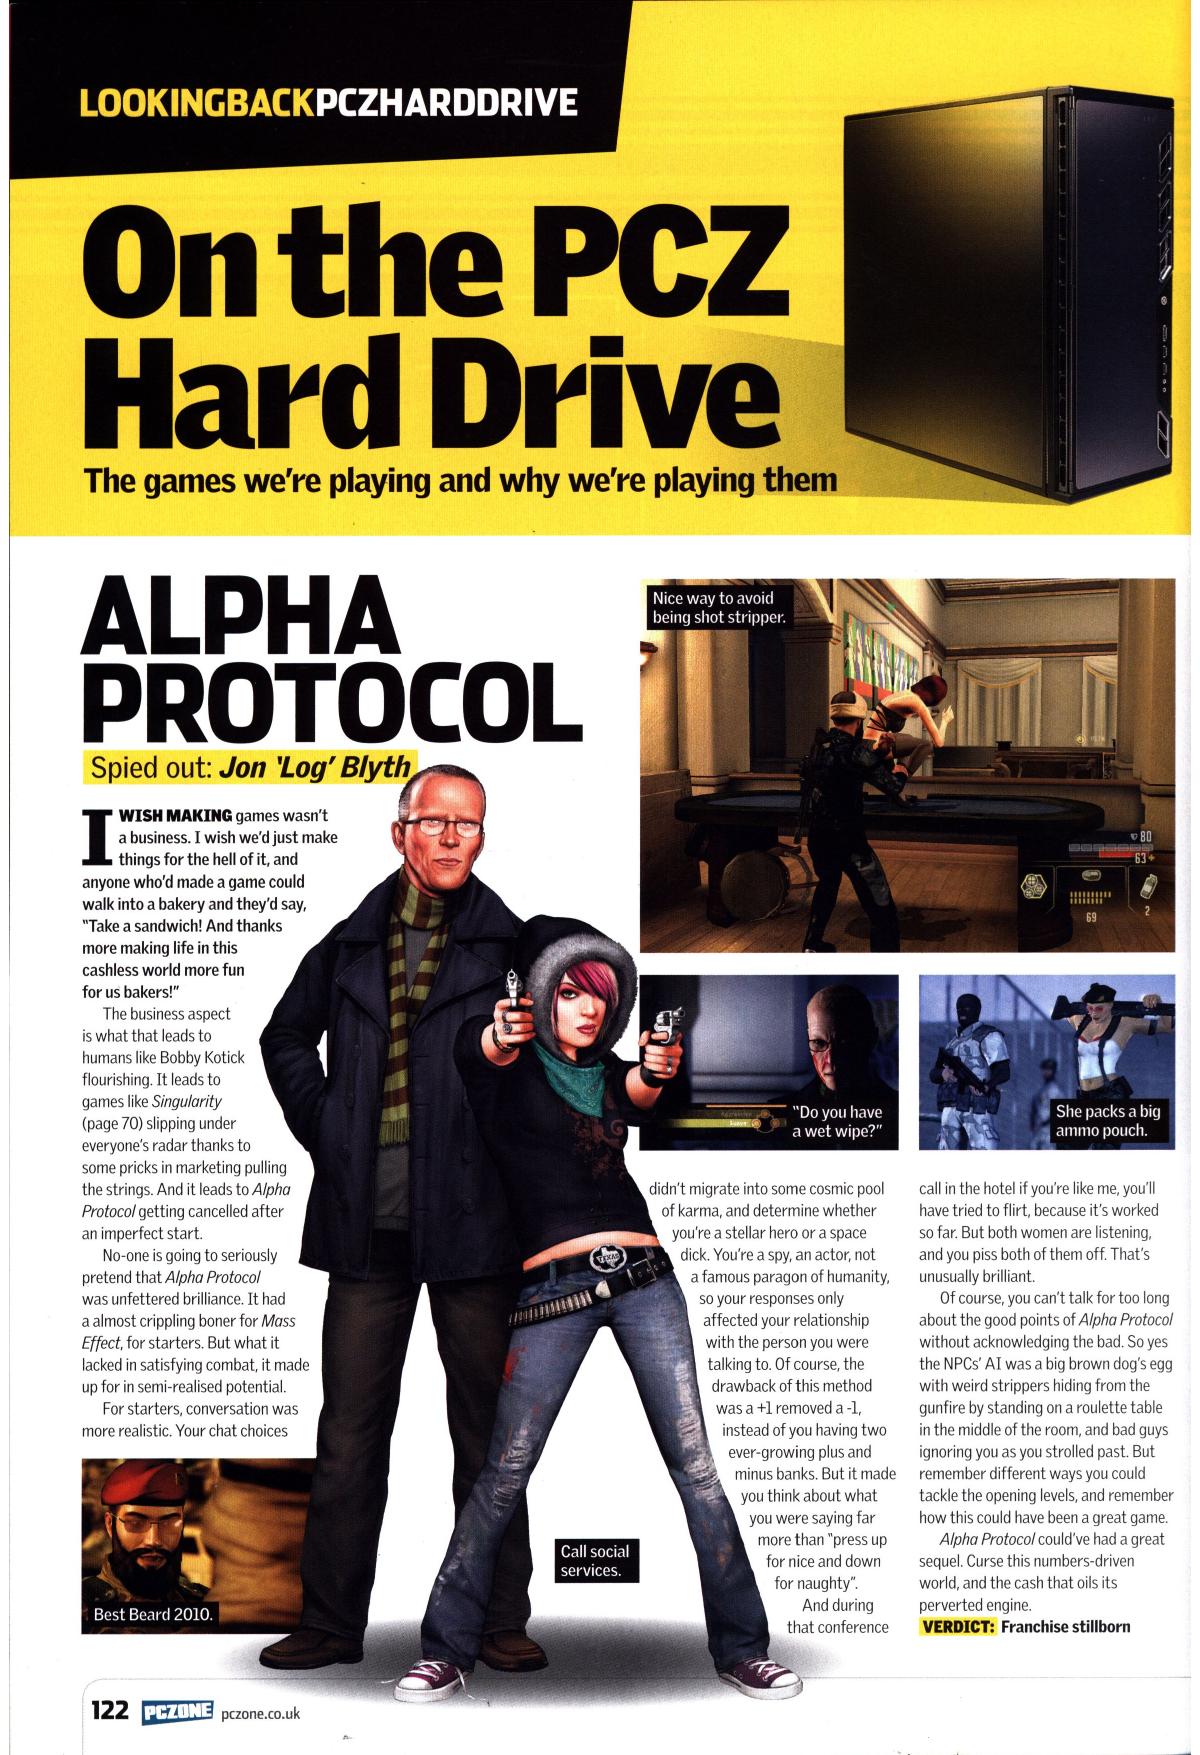 LOOKINGBACKPCZHARDDRIVE
On the PCZ
Hard Drive
The games we're playing and why we're playing them
ALPHA
PROTOCOL
Spied out: Jon 'Log' Blyth
I WISH MAKING games wasn't
a business. I wish we'd just make
things for the hell of it, and
anyone who'd made a game could
walk into a bakery and they'd say,
"Take a sandwich! And thanks
more making life in this
cashless world more fun
for us bakers!"
The business aspect
is what that leads to
humans like Bobby Kotick
flourishing. It leads to
games like Singularity
(page 70) slipping under
everyone's radar thanks to
some pricks in marketing pulling
the strings. And it leads to Alpha
Protocol getting cancelled after
an imperfect start.
No-one is going to seriously
pretend that Alpha Protocol
was unfettered brilliance. It had
a almost crippling boner for Mass
Effect, for starters. But what it
lacked in satisfying combat, it made
up for in semi-realised potential.
For starters, conversation was
more realistic. Your chat choices
Best Beard 2010.
Call social
services.
Nice way to avoid
being shot stripper.
80
63+
69
2
Suave
"Do you have
a wet wipe?"
She packs a big
ammo pouch.
TEXAS
didn't migrate into some cosmic pool
of karma, and determine whether
you're a stellar hero or a space
dick. You're a spy, an actor, not
a famous paragon of humanity,
so your responses only
affected your relationship
with the person you were
talking to. Of course, the
drawback of this method
was a +1 removed a -1,
instead of you having two
ever-growing plus and
minus banks. But it made
you think about what
you were saying far
more than "press up
for nice and down
for naughty".
And during
that conference
call in the hotel if you're like me, you'll
have tried to flirt, because it's worked
so far. But both women are listening,
and you piss both of them off. That's
unusually brilliant.
Of course, you can't talk for too long
about the good points of Alpha Protocol
without acknowledging the bad. So yes
the NPCs' AI was a big brown dog's egg
with weird strippers hiding from the
gunfire by standing on a roulette table
in the middle of the room, and bad guys
ignoring you as you strolled past. But
remember different ways you could
tackle the opening levels, and remember
how this could have been a great game.
Alpha Protocol could've had a great
sequel. Curse this numbers-driven
world, and the cash that oils its
perverted engine.
VERDICT: Franchise stillborn
122 PCZONE pczone.co.uk